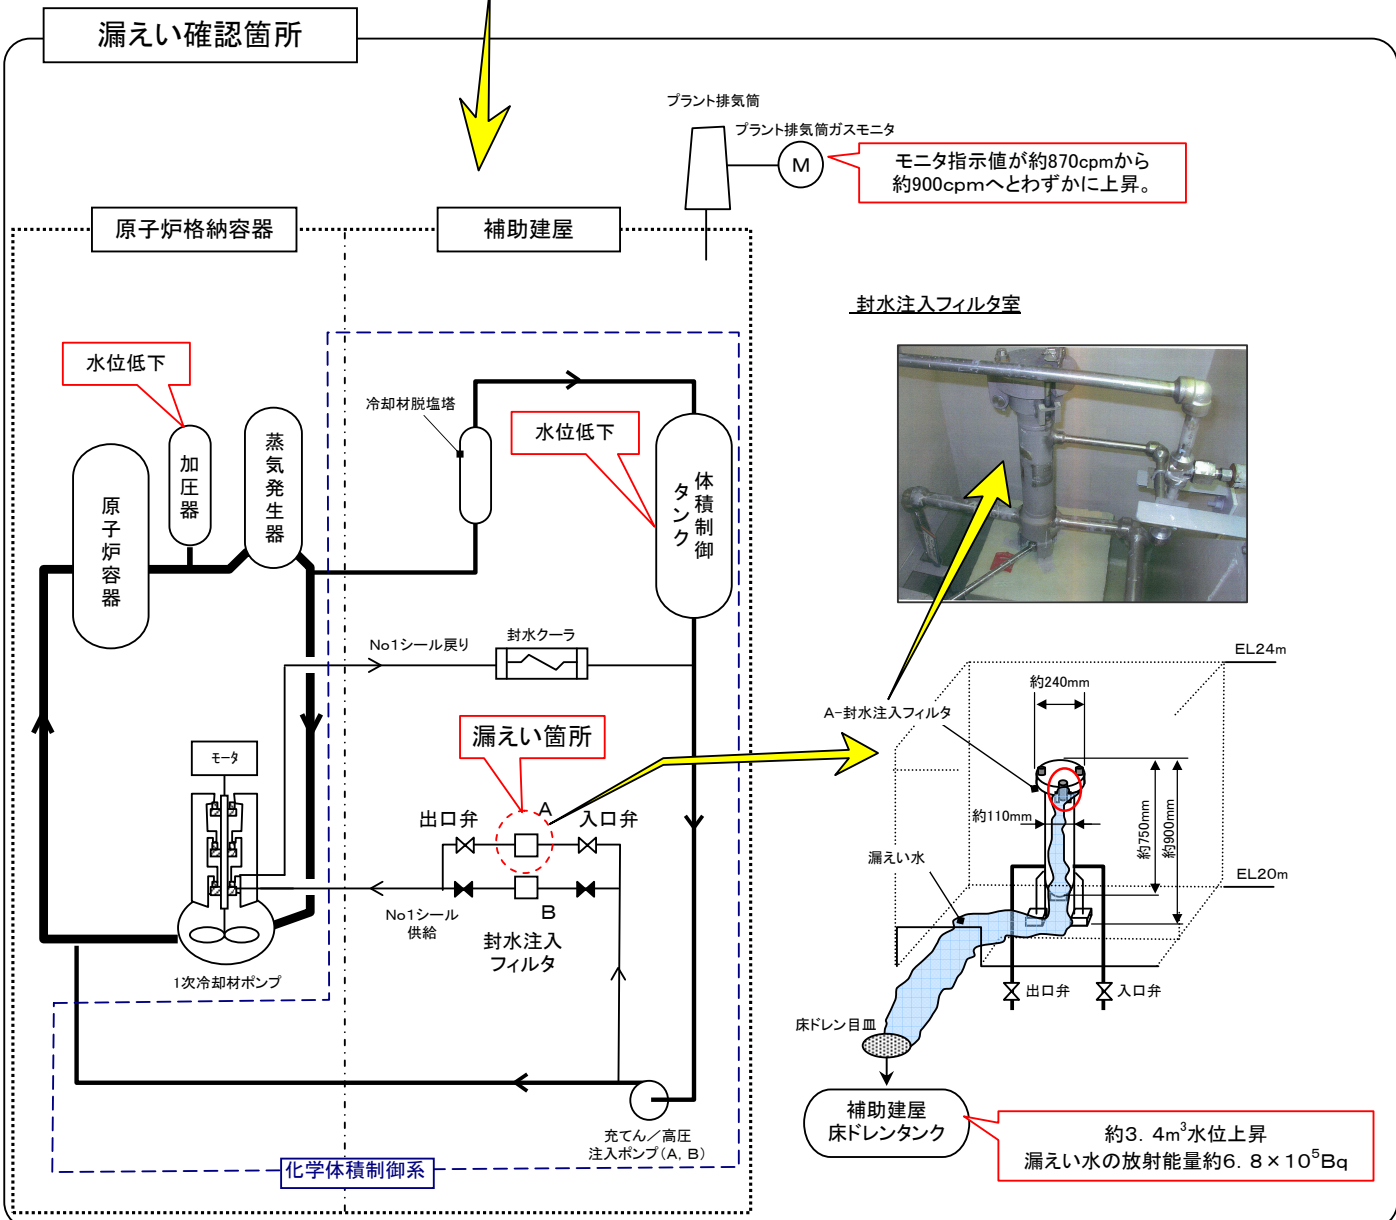 漏えい確認箇所
プラント排気筒
プラント排気筒ガスモニタ
M
モニタ指示値が約870cpmから
約900cpmへとわずかに上昇。
原子炉格納容器
補助建屋
封水注入フィルタ室
水位低下
冷却材脱塩塔
水位低下
加圧器
蒸気発生器
原子炉容器
体積制御
タンク
No1シール戻り
封水クーラ
EL24m
約240mm
A-封水注入フィルタ
漏えい箇所
モータ
出口弁
A
入口弁
約110mm
約750mm
約900mm
漏えい水
EL20m
No1シール
供給
B
封水注入
フィルタ
1次冷却材ポンプ
出口弁
入口弁
床ドレン目皿
補助建屋
床ドレンタンク
充てん/高圧
注入ポンプ(A, B)
約3. 4m³水位上昇
漏えい水の放射能量約6. 8×10⁵Bq
化学体積制御系